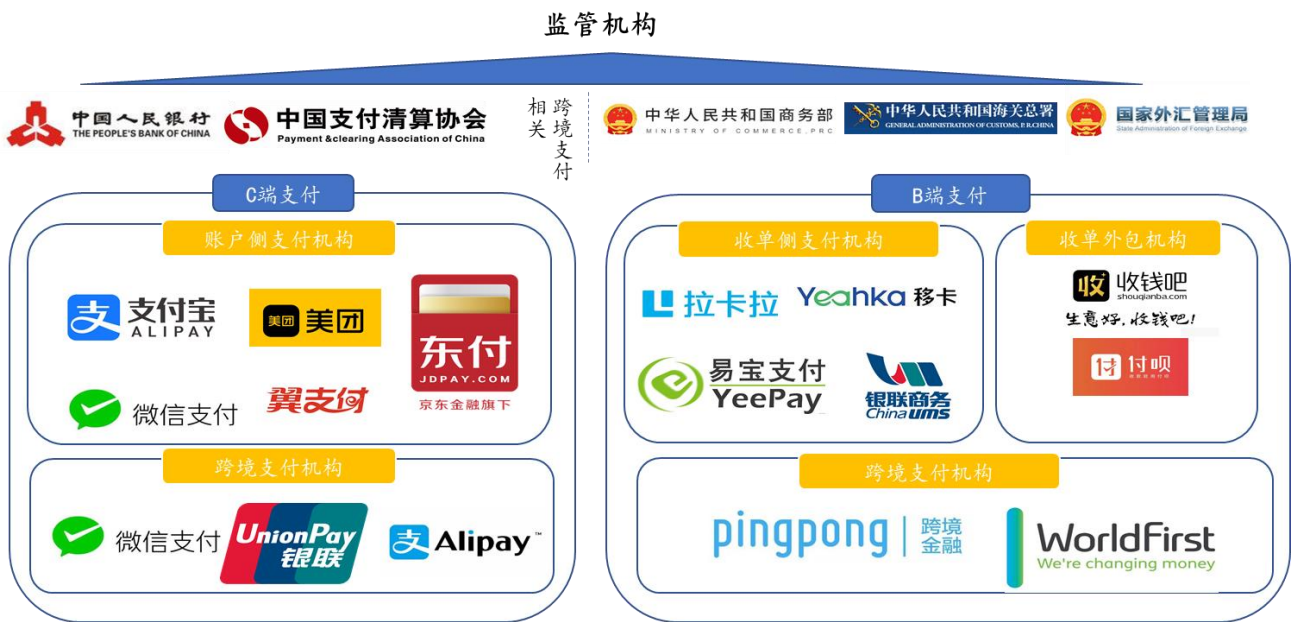 监管机构
中国人民银行
THE PEOPLE'S BANK OF CHINA
中国支付清算协会
Payment &clearing Association of China
跨境支付
相关
中华人民共和国商务部
MINISTRY OF COMMERCE.PRC
中华人民共和国海关总署
GENERAL ADMINISTRATION OF CUSTOMS, P.R.CHINA
国家外汇管理局
State Administration of Foreign Exchange
C端支付
账户侧支付机构
支 支付宝
ALIPAY
美团 美团
东付
JDPAY.COM
京东金融旗下
微信支付
翼支付
跨境支付机构
微信支付
UnionPay
银联
支 Alipay™
B端支付
收单侧支付机构
拉卡拉
Yeahka 移卡
易宝支付
YeePay
银联商务
China ums
收单外包机构
收 收钱吧
shouqianba.com
生意好,收钱吧!
付 付呗
跨境支付机构
pingpong 跨境
金融
WorldFirst
We're changing money